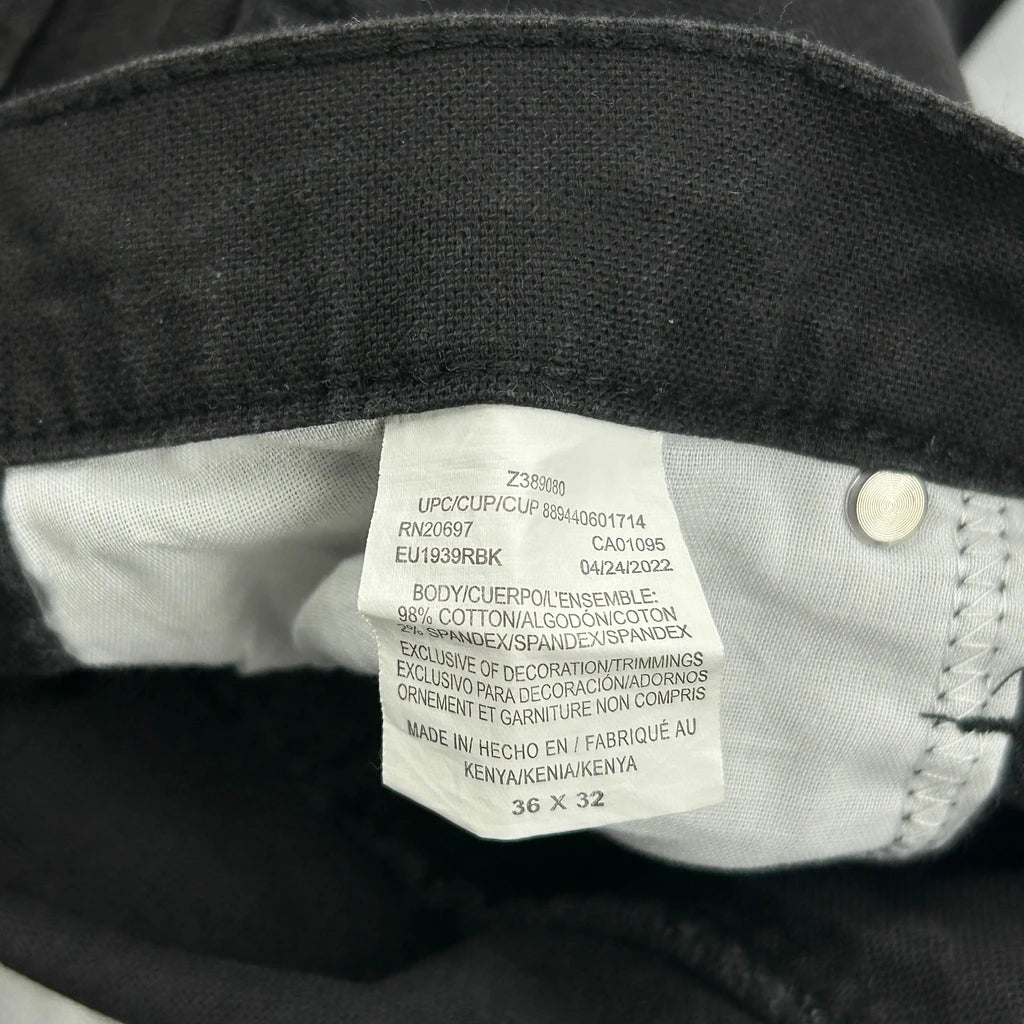 Z389080
UPC/CUP/CUP 889440601714
RN20697 CA01095
EU1939RBK 04/24/2022
BODY/CUERPO/L'ENSEMBLE:
98% COTTON/ALGODÓN/COTON
2% SPANDEX/SPANDEX/SPANDEX
EXCLUSIVE OF DECORATION/TRIMMINGS
EXCLUSIVO PARA DECORACIÓN/ADORNOS
ORNEMENT ET GARNITURE NON COMPRIS
MADE IN/ HECHO EN / FABRIQUÉ AU
KENYA/KENIA/KENYA
36 X 32